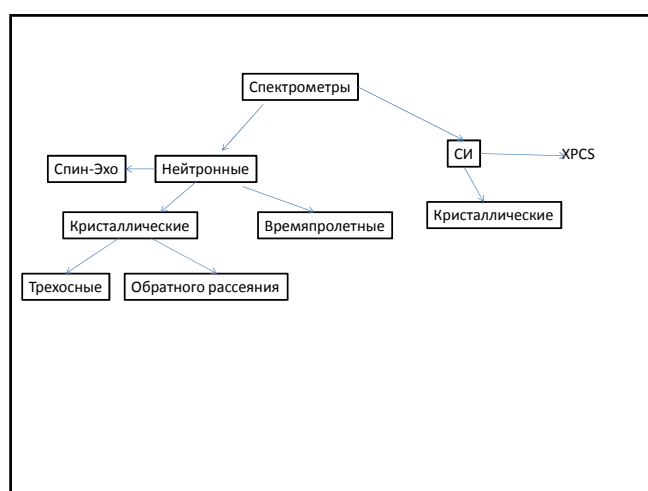 Спектрометры
СИ
XPCS
Спин-Эхо
Нейтронные
Кристаллические
Времяпролетные
Кристаллические
Трехосные
Обратного рассеяния